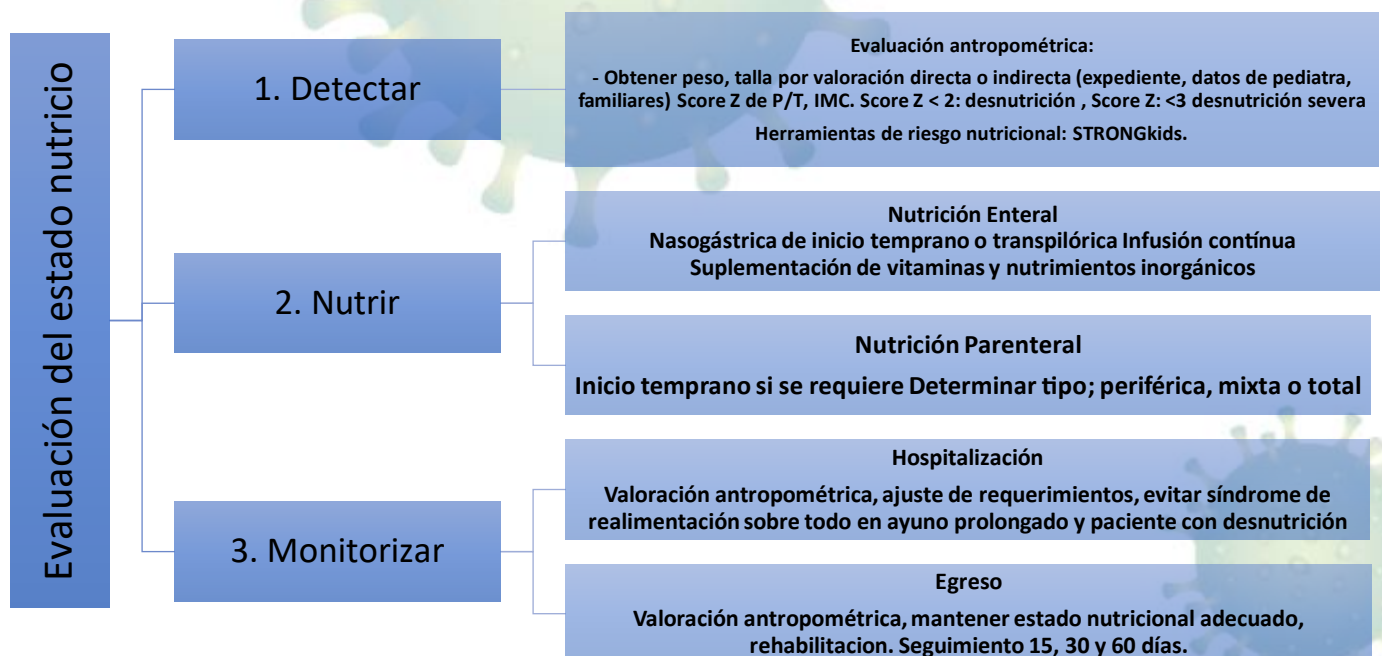 Evaluación del estado nutricio
1. Detectar
Evaluación antropométrica:
- Obtener peso, talla por valoración directa o indirecta (expediente, datos de pediatra,
familiares) Score Z de P/T, IMC. Score Z < 2: desnutrición , Score Z: <3 desnutrición severa
Herramientas de riesgo nutricional: STRONGkids.
2. Nutrir
Nutrición Enteral
Nasogástrica de inicio temprano o transpilórica Infusión contínua
Suplementación de vitaminas y nutrimientos inorgánicos
Nutrición Parenteral
Inicio temprano si se requiere Determinar tipo; periférica, mixta o total
3. Monitorizar
Hospitalización
Valoración antropométrica, ajuste de requerimientos, evitar síndrome de
realimentación sobre todo en ayuno prolongado y paciente con desnutrición
Egreso
Valoración antropométrica, mantener estado nutricional adecuado,
rehabilitacion. Seguimiento 15, 30 y 60 días.